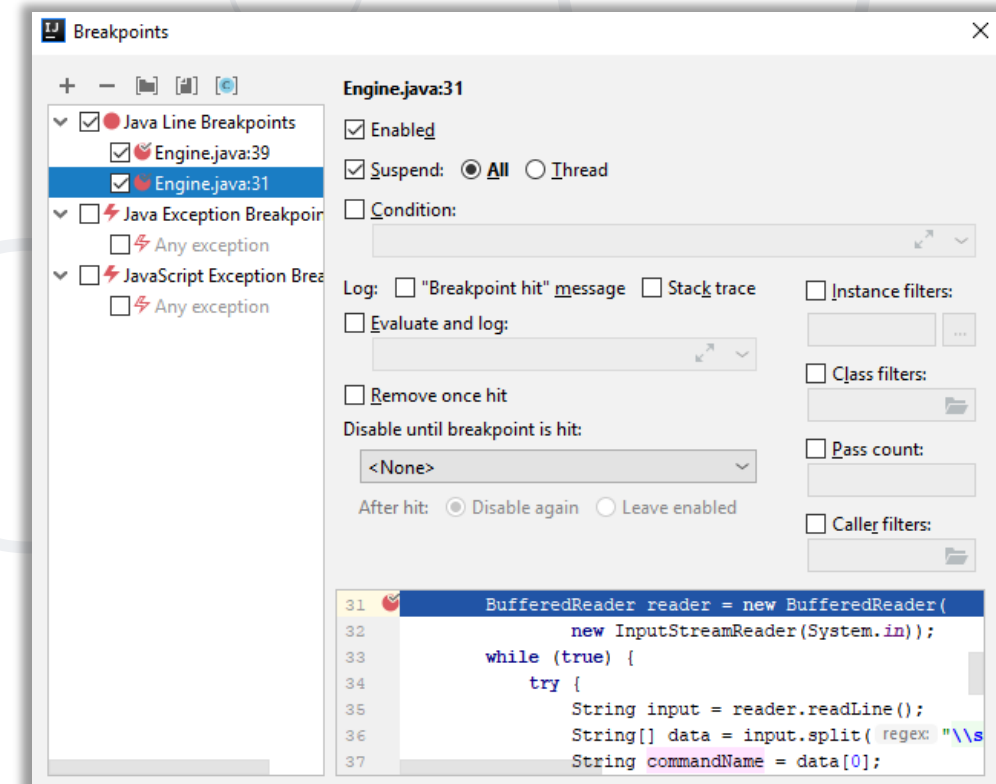 Breakpoints
Engine.java:31
Java Line Breakpoints
Engine.java:39
Engine.java:31
Java Exception Breakpoin
Any exception
JavaScript Exception Brea
Any exception
Enabled
Suspend: All Thread
Condition:
Log: "Breakpoint hit" message Stack trace
Evaluate and log:
Remove once hit
Disable until breakpoint is hit:
<None>
After hit: Disable again Leave enabled
Instance filters:
...
Class filters:
Pass count:
Caller filters:
31 BufferedReader reader = new BufferedReader(
32 new InputStreamReader(System.in));
33 while (true) {
34 try {
35 String input = reader.readLine();
36 String[] data = input.split( regex: "\\s
37 String commandName = data[0];